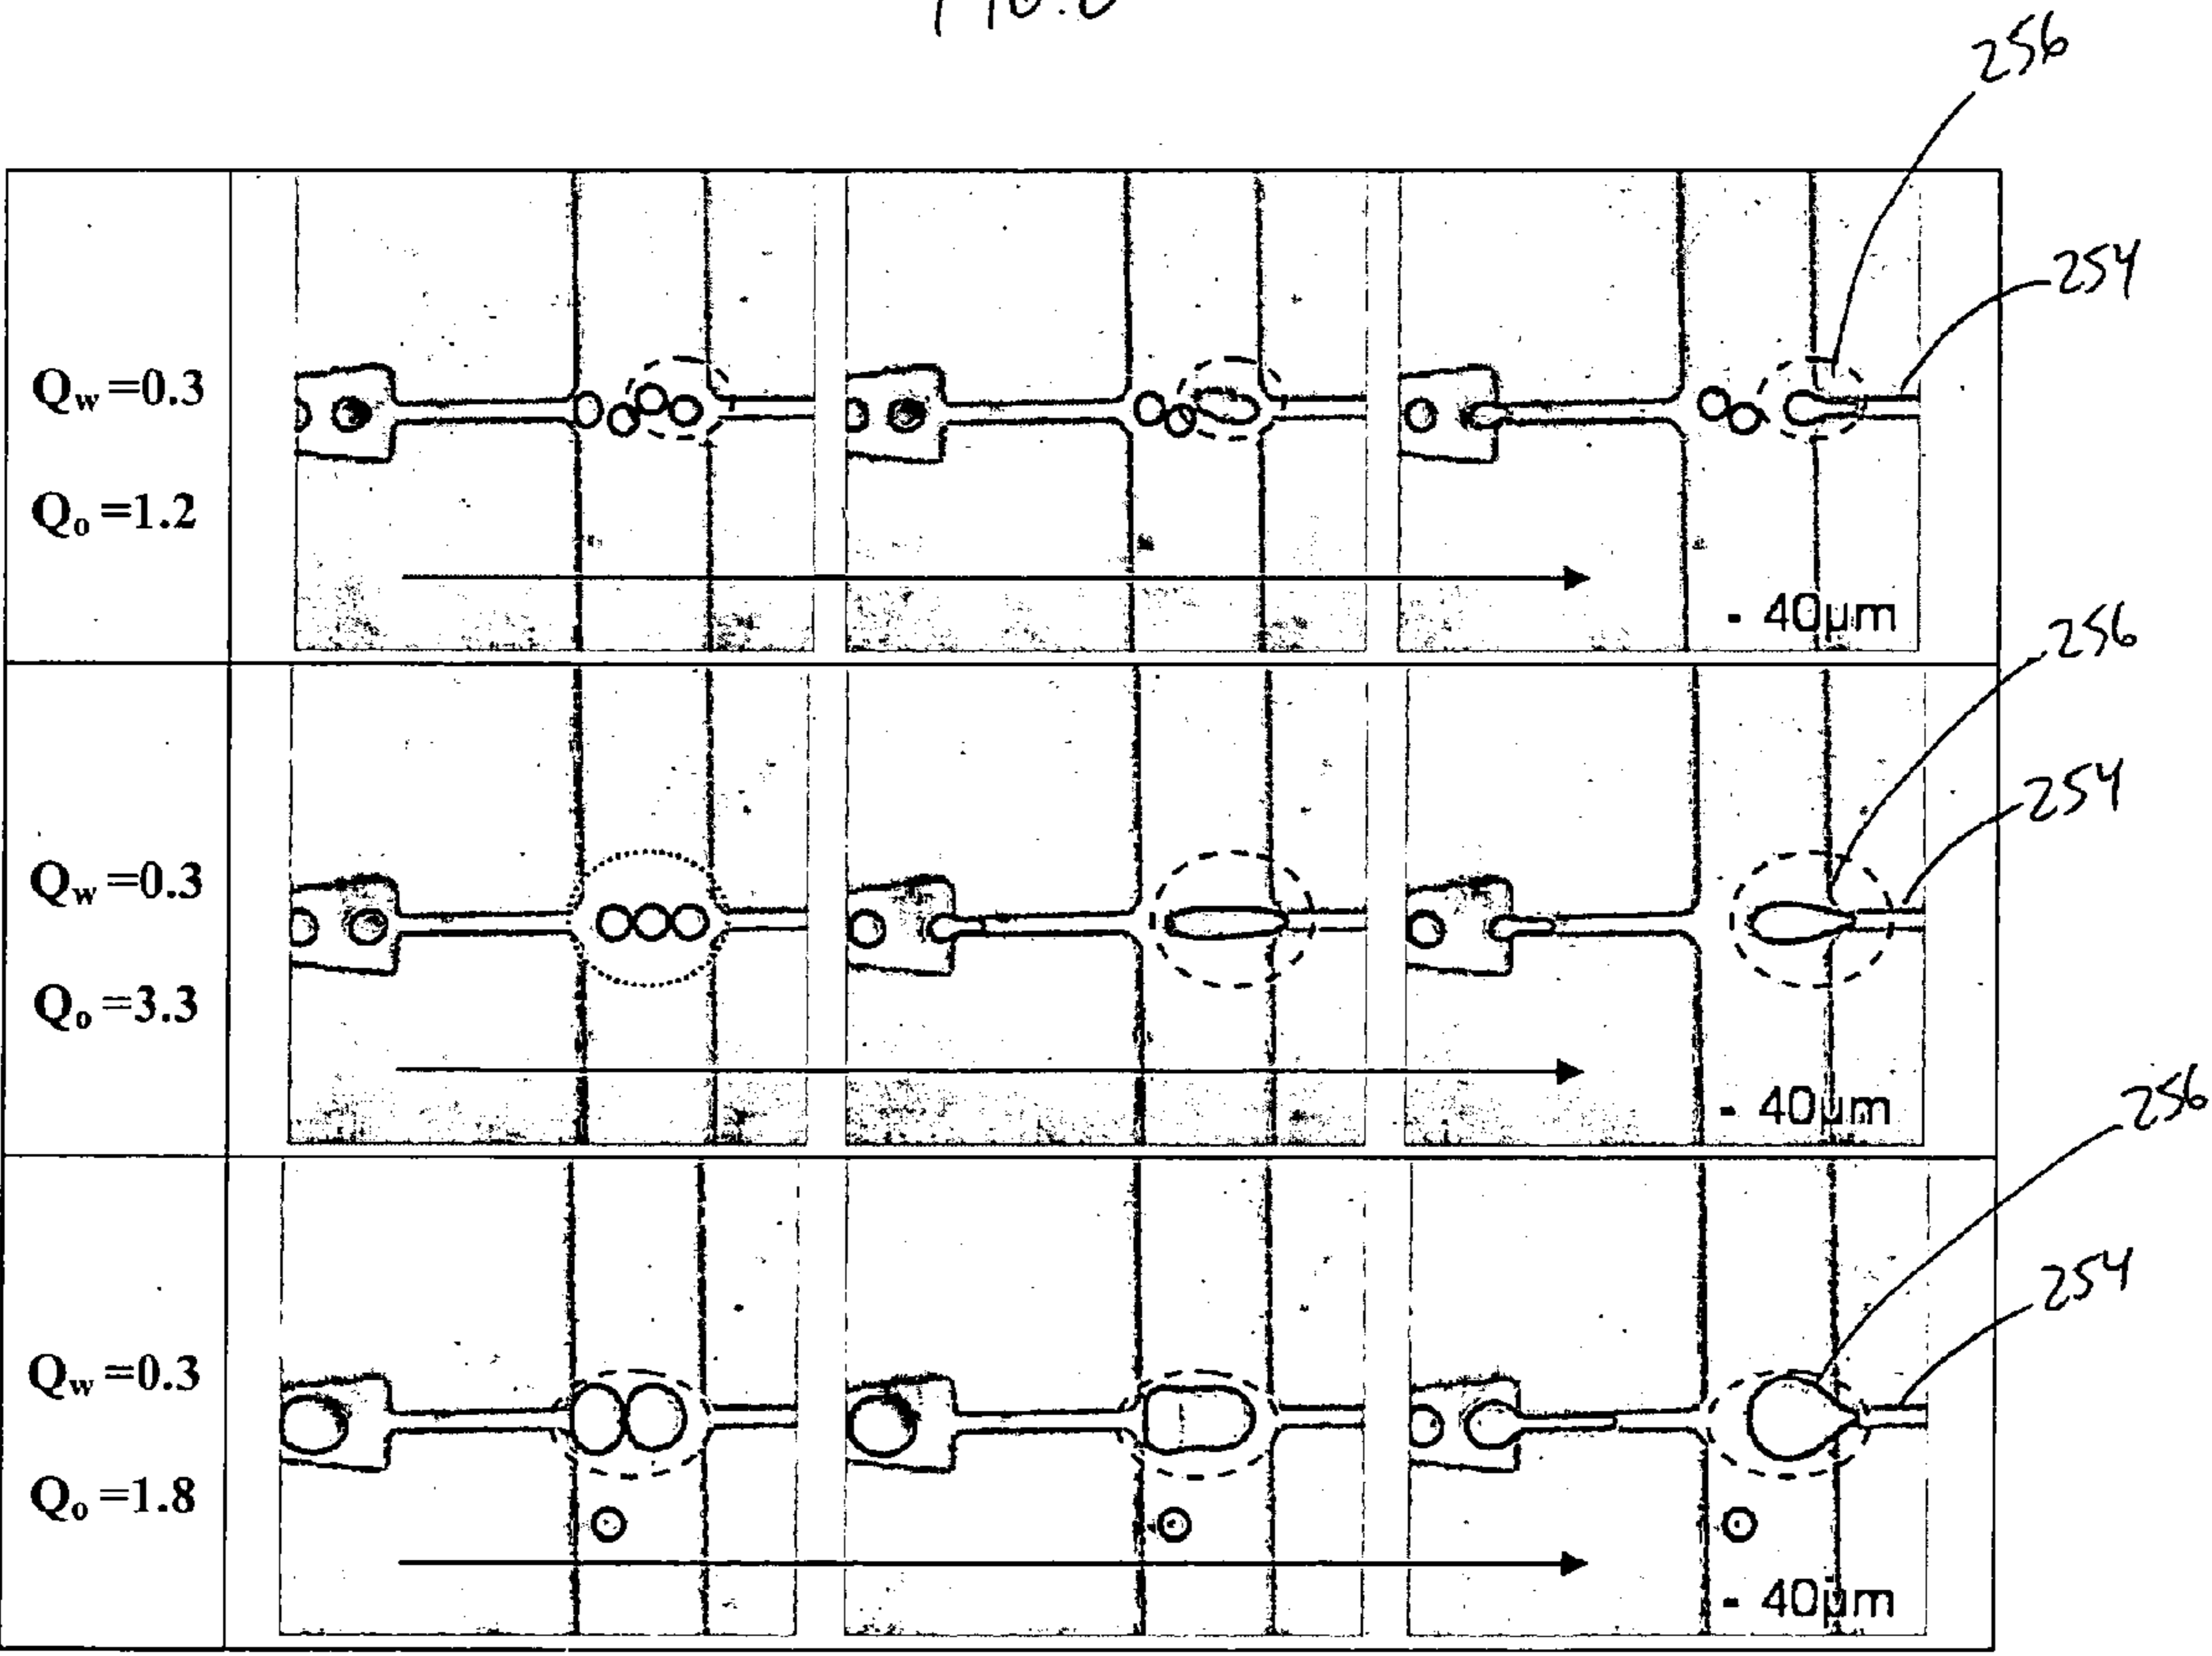 256
254
Qw =0.3
Qo =1.2
- 40µm
256
254
Qw =0.3
Qo =3.3
- 40µm
256
254
Qw =0.3
Qo =1.8
- 40µm